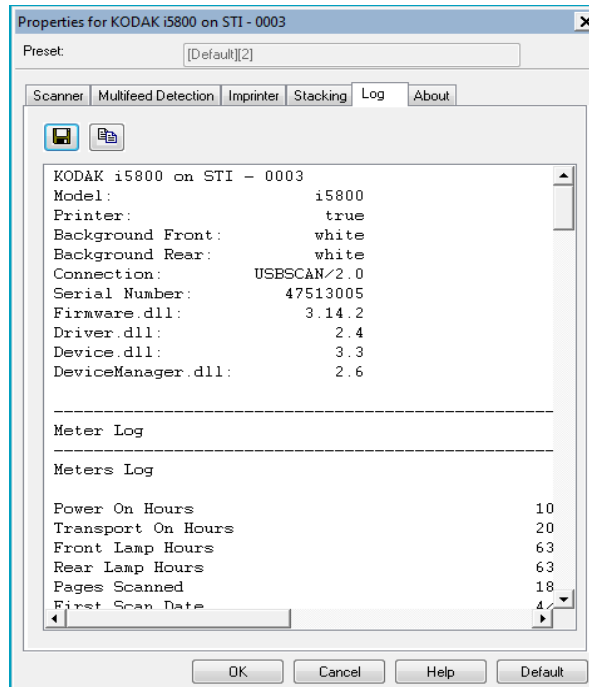 Properties for KODAK i5800 on STI - 0003
Preset: [Default][2]
Scanner Multifeed Detection Imprinter Stacking Log About
KODAK i5800 on STI - 0003
Model: i5800
Printer: true
Background Front: white
Background Rear: white
Connection: USBSCAN/2.0
Serial Number: 47513005
Firmware.dll: 3.14.2
Driver.dll: 2.4
Device.dll: 3.3
DeviceManager.dll: 2.6
Meter Log
Meters Log
Power On Hours 10
Transport On Hours 20
Front Lamp Hours 63
Rear Lamp Hours 63
Pages Scanned 18
First Scan Date 4/
OK Cancel Help Default